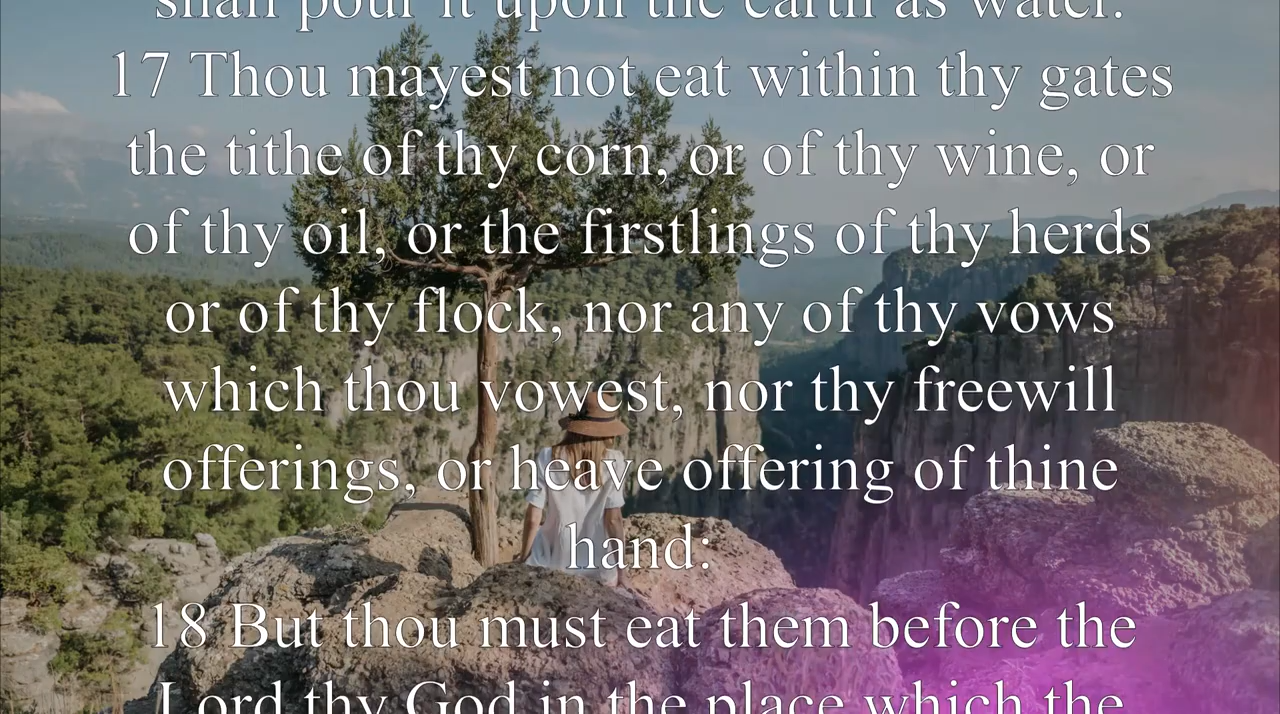 shall pour it upon the earth as water.
17 Thou mayest not eat within thy gates
the tithe of thy corn, or of thy wine, or
of thy oil, or the firstlings of thy herds
or of thy flock, nor any of thy vows
which thou vowest, nor thy freewill
offerings, or heave offering of thine
hand:
18 But thou must eat them before the
Lord thy God in the place which the